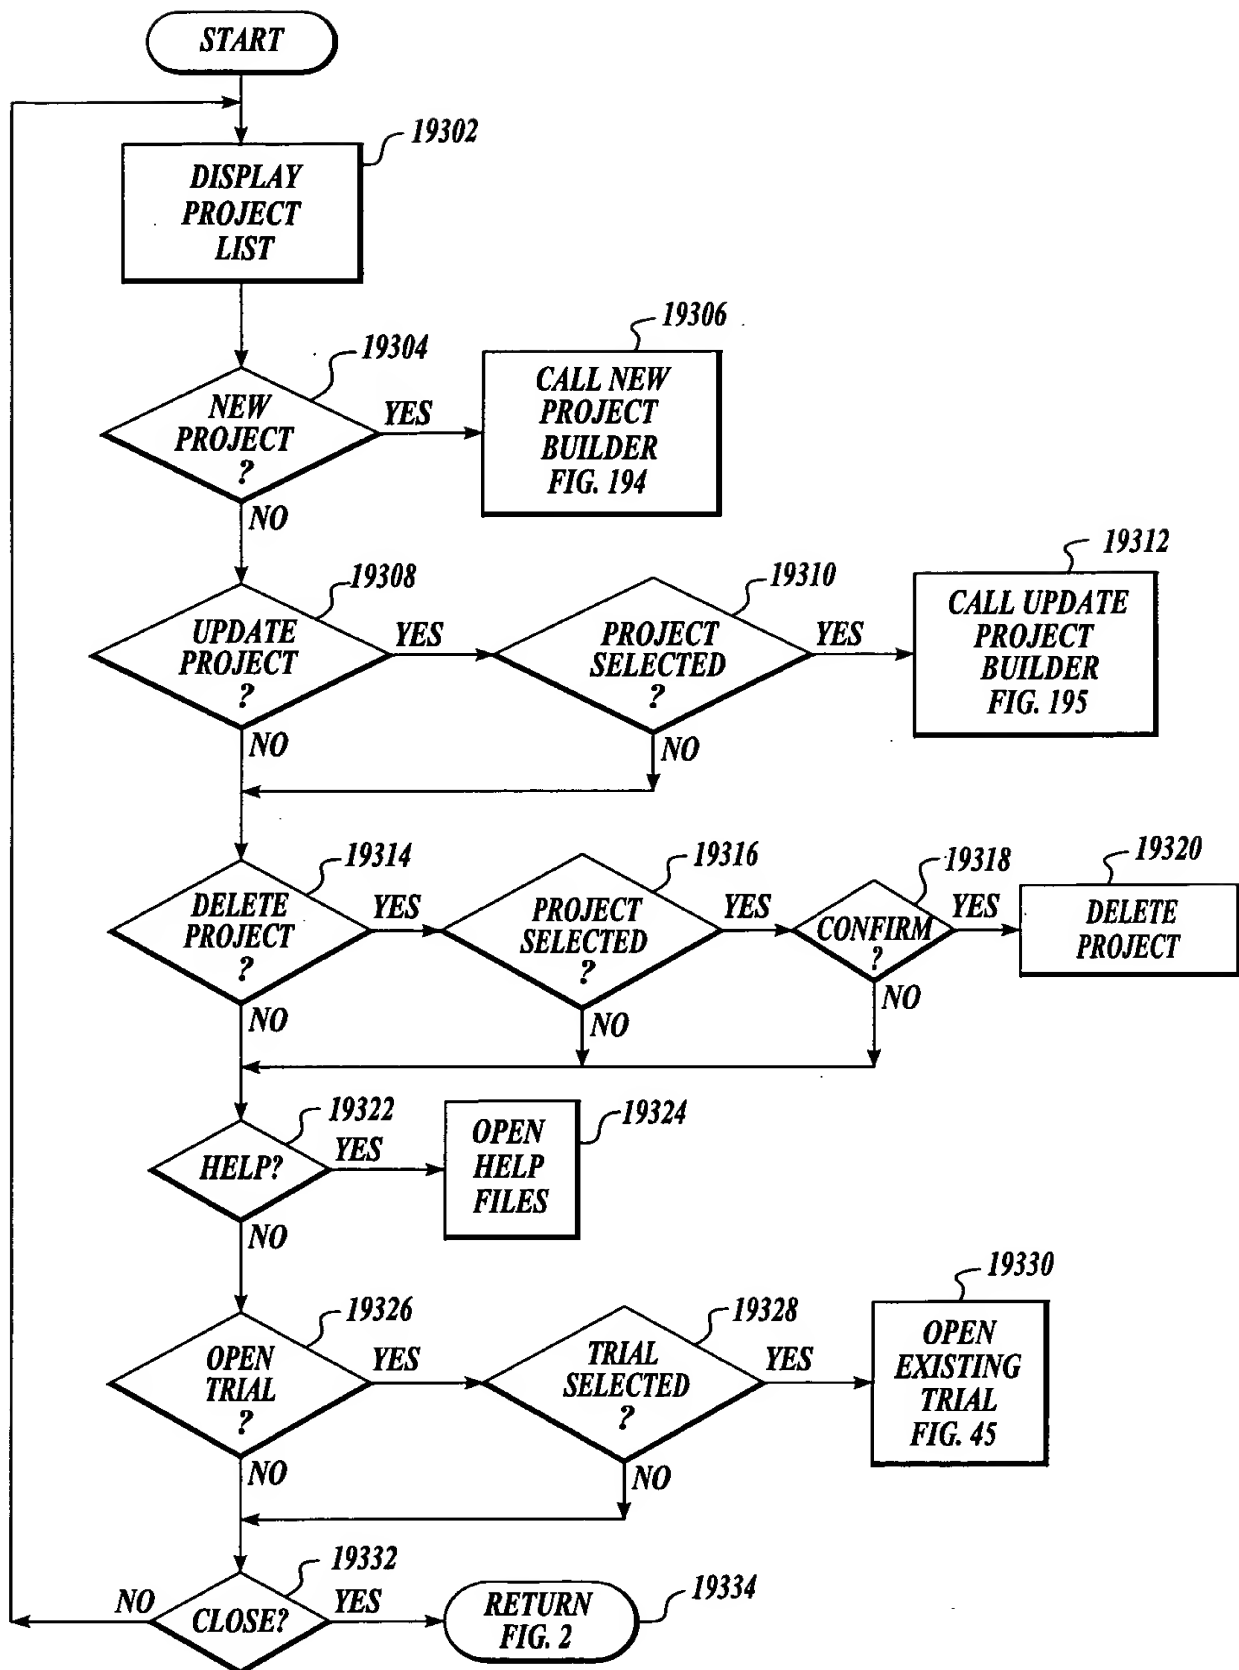 START
19302
DISPLAY
PROJECT
LIST
19304
NEW
PROJECT
?
YES
NO
19306
CALL NEW
PROJECT
BUILDER
FIG. 194
19308
UPDATE
PROJECT
?
YES
NO
19310
PROJECT
SELECTED
?
YES
NO
19312
CALL UPDATE
PROJECT
BUILDER
FIG. 195
19314
DELETE
PROJECT
?
YES
NO
19316
PROJECT
SELECTED
?
YES
NO
19318
CONFIRM
?
YES
NO
19320
DELETE
PROJECT
19322
HELP?
YES
NO
19324
OPEN
HELP
FILES
19326
OPEN
TRIAL
?
YES
NO
19328
TRIAL
SELECTED
?
YES
NO
19330
OPEN
EXISTING
TRIAL
FIG. 45
19332
NO
CLOSE?
YES
RETURN
FIG. 2
19334